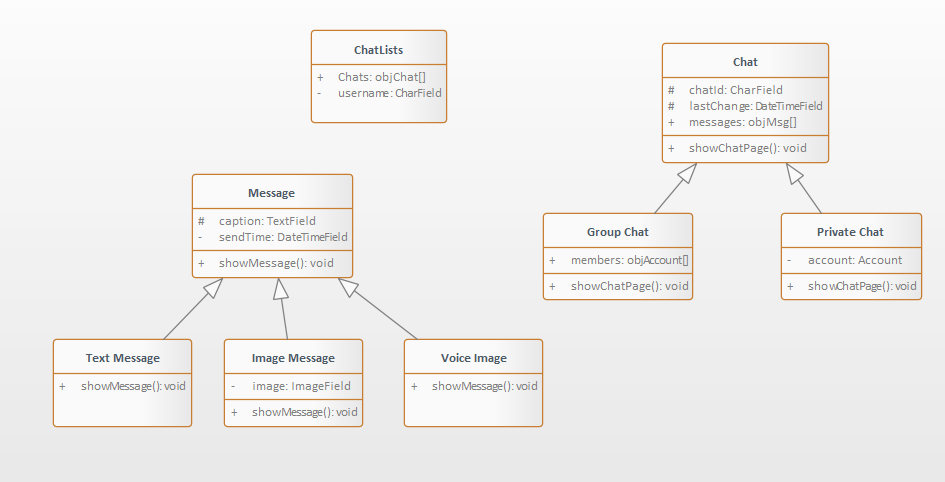 ChatLists
+ Chats: objChat[]
- username: CharField
Chat
# chatId: CharField
# lastChange: DateTimeField
+ messages: objMsg[]
+ showChatPage(): void
Message
# caption: TextField
- sendTime: DateTimeField
+ showMessage(): void
Group Chat
+ members: objAccount[]
+ showChatPage(): void
Private Chat
- account: Account
+ showChatPage(): void
Text Message
+ showMessage(): void
Image Message
- image: ImageField
+ showMessage(): void
Voice Image
+ showMessage(): void